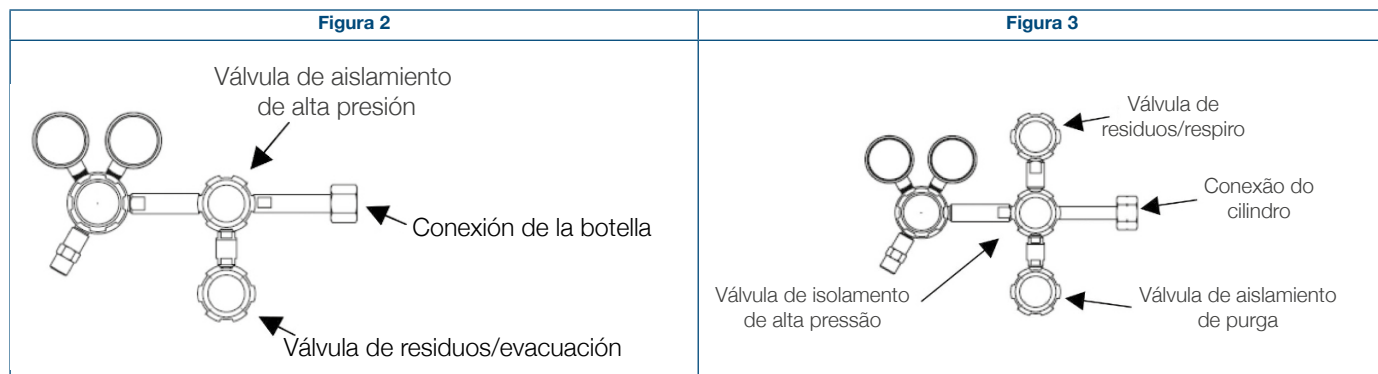 Figura 2
Válvula de aislamiento
de alta presión
Conexión de la botella
Válvula de residuos/evacuación
Figura 3
Válvula de
residuos/respiro
Conexão do
cilindro
Válvula de isolamento
de alta pressão
Válvula de aislamiento
de purga